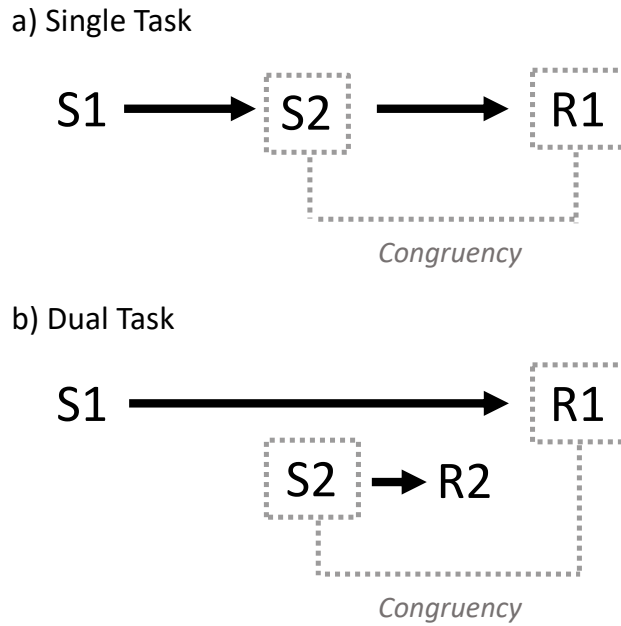 a) Single Task
S1 S2 R1
Congruency
b) Dual Task
S1 R1
S2 R2
Congruency